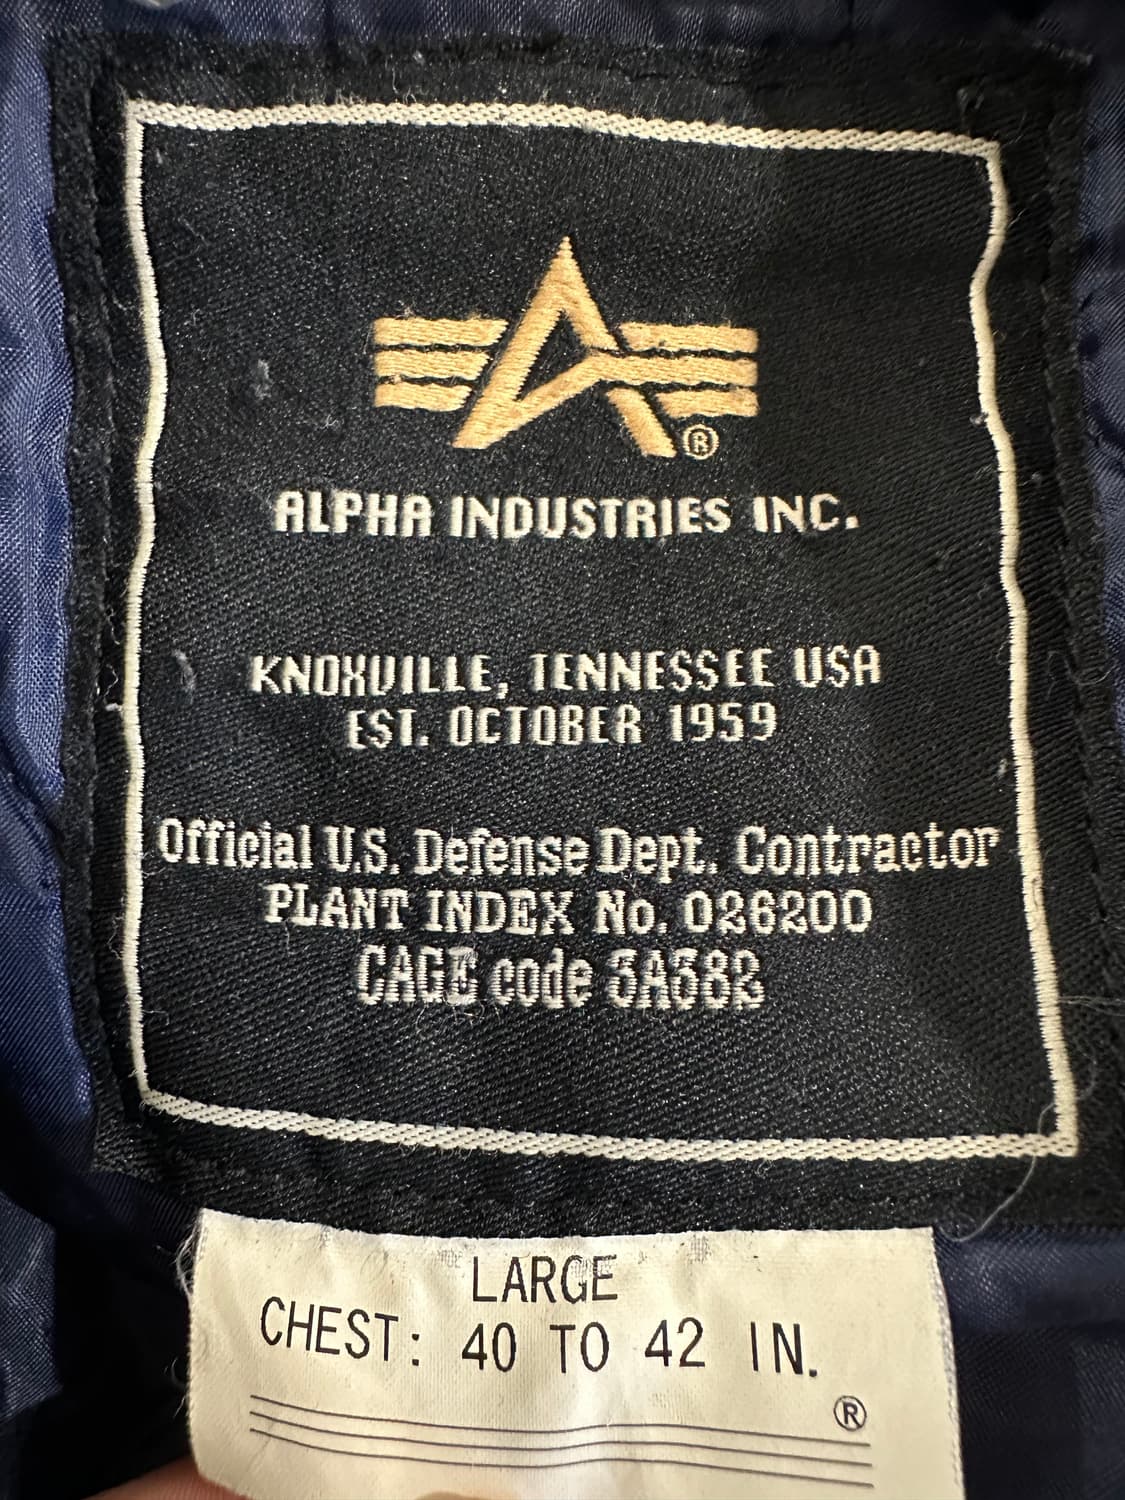 ®
ALPHA INDUSTRIES INC.
KNOXVILLE, TENNESSEE USA
EST. OCTOBER 1959
Official U.S. Defense Dept. Contractor
PLANT INDEX No. 026200
CAGE code
LARGE
CHEST: 40 TO 42 IN.
®